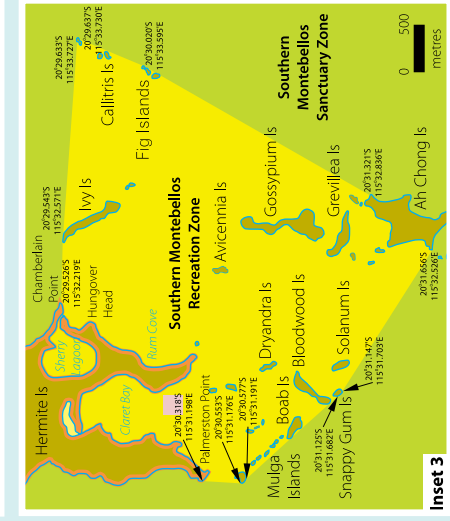 Hermite Is
Sherry
Lagoon
Chamberlain
Point
20°29.526'S
115°32.219'E
20°29.543'S
115°32.571'E
Hungover
Head
Ivy Is
20°29.633'S
115°33.727'E
20°29.637'S
115°33.730'E
Callitris Is
20°30.020'S
115°33.595'E
Fig Islands
Claret Bay
Rum Cove
Southern Montebellos
Recreation Zone
Avicennia Is
20°30.318'S
115°31.198'E
Palmerston Point
20°30.553'S
115°31.176'E
20°30.577'S
115°31.191'E
Dryandra Is
Gossypium Is
Southern
Montebellos
Sanctuary Zone
Mulga
Islands
Boab Is
Bloodwood Is
Grevillea Is
20°31.125'S
115°31.682'E
Snappy Gum Is
Solanum Is
20°31.147'S
115°31.703'E
20°31.321'S
115°32.836'E
20°31.656'S
115°32.526'E
Ah Chong Is
0
500
metres
Inset 3